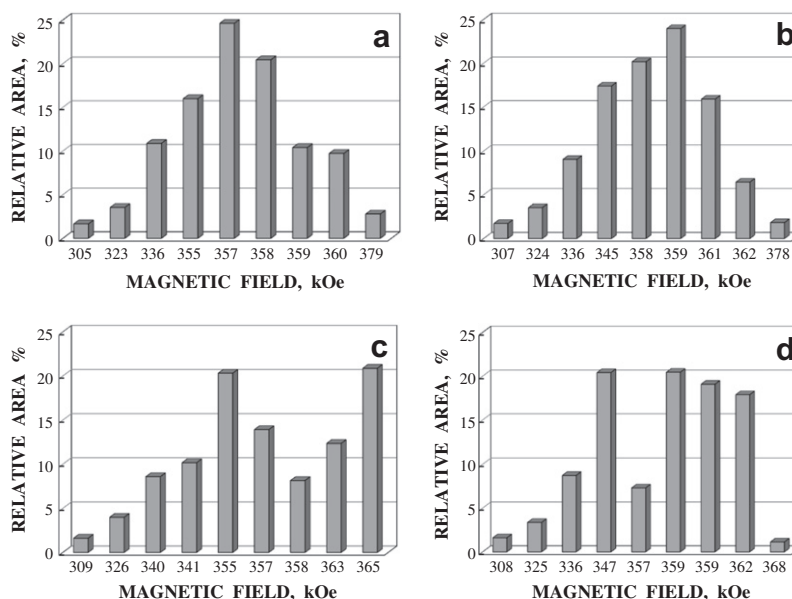 a
RELATIVE AREA, %
25
20
15
10
5
0
305 323 336 355 357 358 359 360 379
MAGNETIC FIELD, kOe
b
RELATIVE AREA, %
25
20
15
10
5
0
307 324 336 345 358 359 361 362 378
MAGNETIC FIELD, kOe
c
RELATIVE AREA, %
25
20
15
10
5
0
309 326 340 341 355 357 358 363 365
MAGNETIC FIELD, kOe
d
RELATIVE AREA, %
25
20
15
10
5
0
308 325 336 347 357 359 359 362 368
MAGNETIC FIELD, kOe